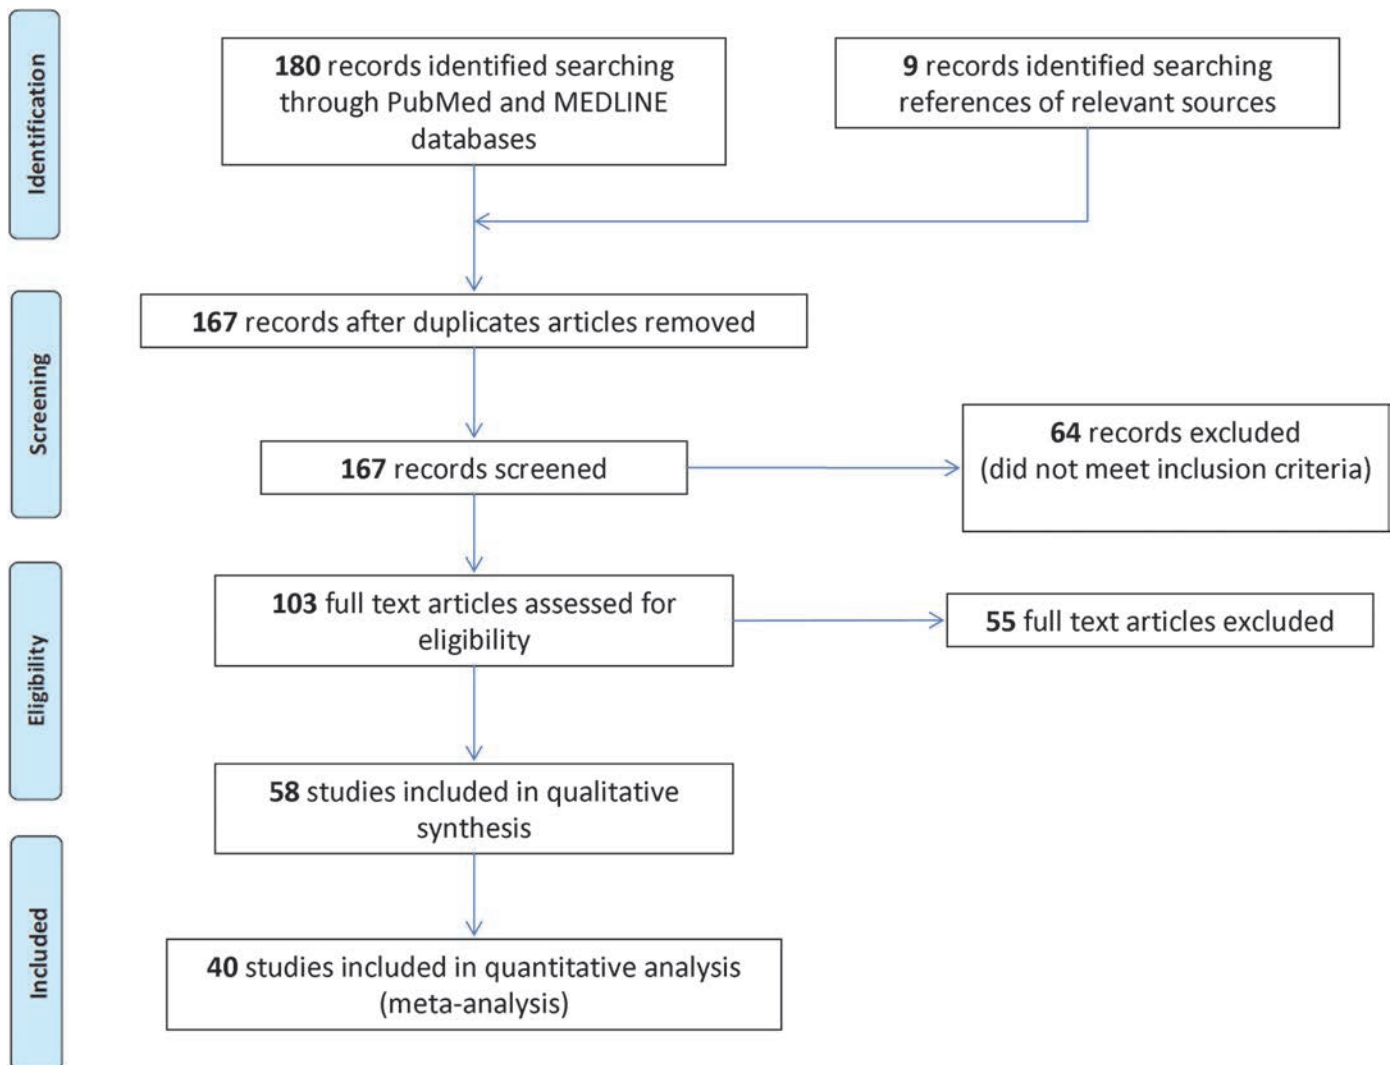 Identification
180 records identified searching
through PubMed and MEDLINE
databases
9 records identified searching
references of relevant sources
Screening
167 records after duplicates articles removed
167 records screened
64 records excluded
(did not meet inclusion criteria)
Eligibility
103 full text articles assessed for
eligibility
55 full text articles excluded
58 studies included in qualitative
synthesis
Included
40 studies included in quantitative analysis
(meta-analysis)